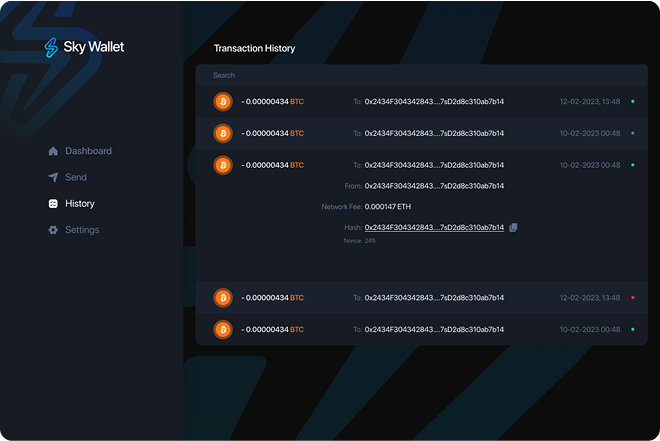 Sky Wallet
Dashboard
Send
History
Settings
Transaction History
Search
- 0.00000434 BTC To: 0x2434F304342843....7sD2d8c310ab7b14 12-02-2023, 13:48
- 0.00000434 BTC To: 0x2434F304342843....7sD2d8c310ab7b14 10-02-2023 00:48
- 0.00000434 BTC To: 0x2434F304342843....7sD2d8c310ab7b14 10-02-2023 00:48
From: 0x2434F304342843....7sD2d8c310ab7b14
Network Fee: 0.000147 ETH
Hash: 0x2434F304342843....7sD2d8c310ab7b14
Nonce: 245
- 0.00000434 BTC To: 0x2434F304342843....7sD2d8c310ab7b14 12-02-2023, 13:48
- 0.00000434 BTC To: 0x2434F304342843....7sD2d8c310ab7b14 10-02-2023 00:48